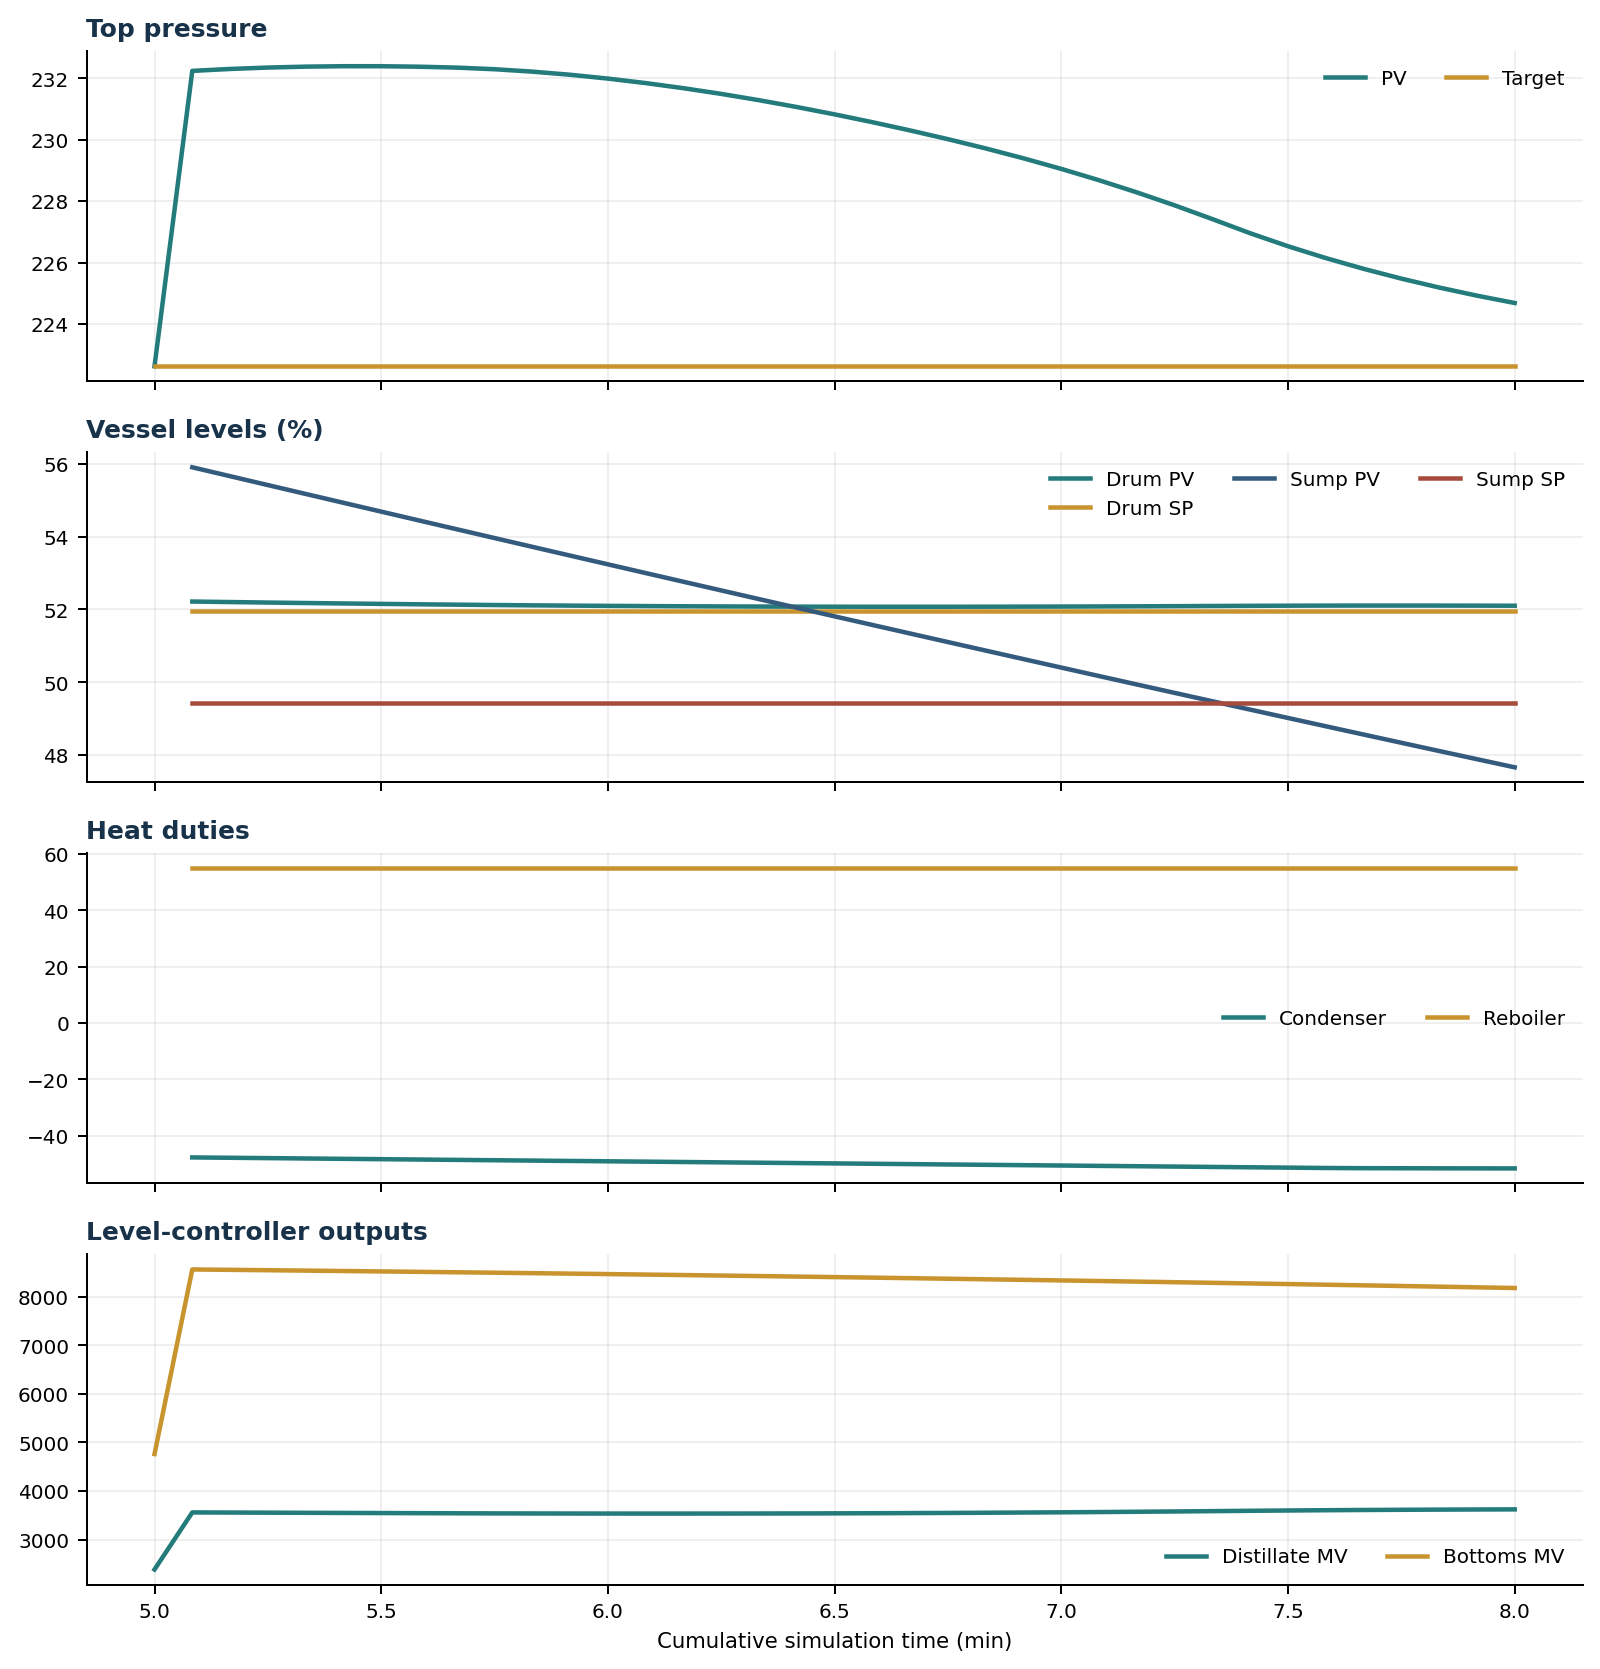 Top pressure
232
230
228
226
224
PV Target
Vessel levels (%)
56
54
52
50
48
Drum PV Sump PV Sump SP
Drum SP
Heat duties
60
40
20
0
−20
−40
Condenser Reboiler
Level-controller outputs
8000
7000
6000
5000
4000
3000
Distillate MV Bottoms MV
5.0 5.5 6.0 6.5 7.0 7.5 8.0
Cumulative simulation time (min)